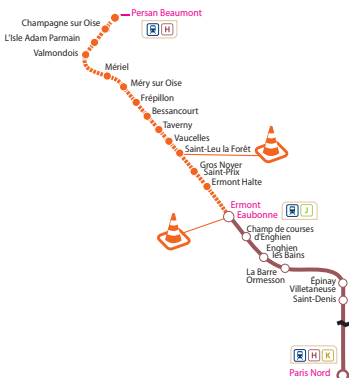 Persan Beaumont
H
Champagne sur Oise
L'Isle Adam Parmain
Valmondois
Mériel
Méry sur Oise
Frépillon
Bessancourt
Taverny
Vaucelles
Saint-Leu la Forêt
Gros Noyer
Saint-Prix
Ermont Halte
Ermont
Eaubonne
J
Champ de courses
d'Enghien
Enghien
les Bains
La Barre
Ormesson
Épinay
Villetaneuse
Saint-Denis
H K
Paris Nord